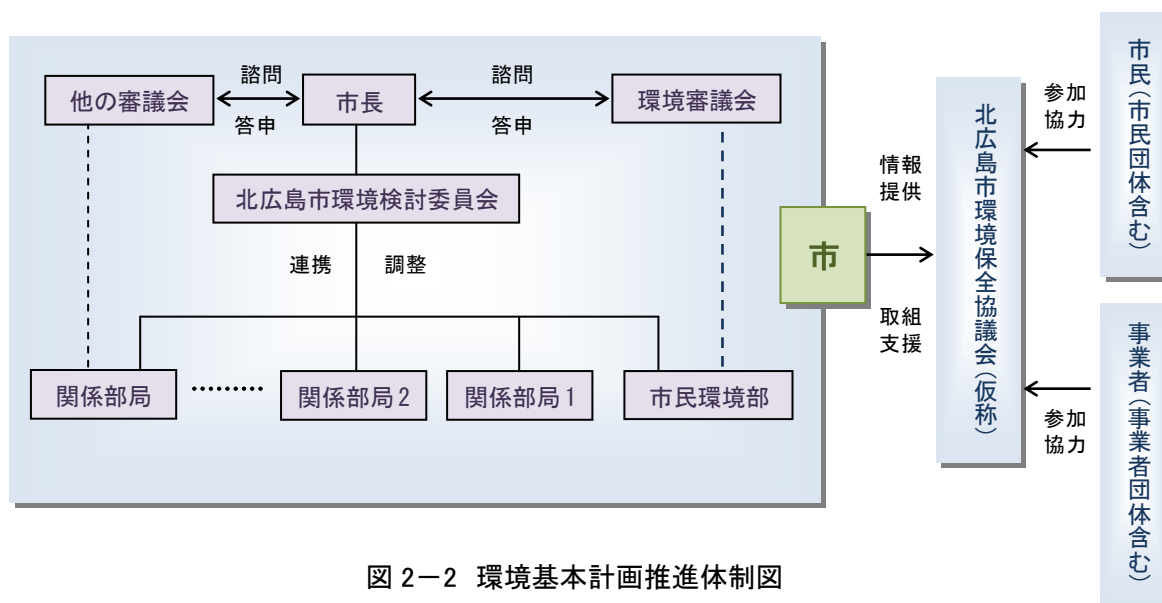 他の審議会
諮問
答申
市長
諮問
答申
環境審議会
北広島市環境検討委員会
連携
調整
関係部局
………
関係部局2
関係部局1
市民環境部
市
情報
提供
取組
支援
北広島市環境保全協議会(仮称)
参加
協力
市民(市民団体含む)
参加
協力
事業者(事業者団体含む)
図 2-2 環境基本計画推進体制図